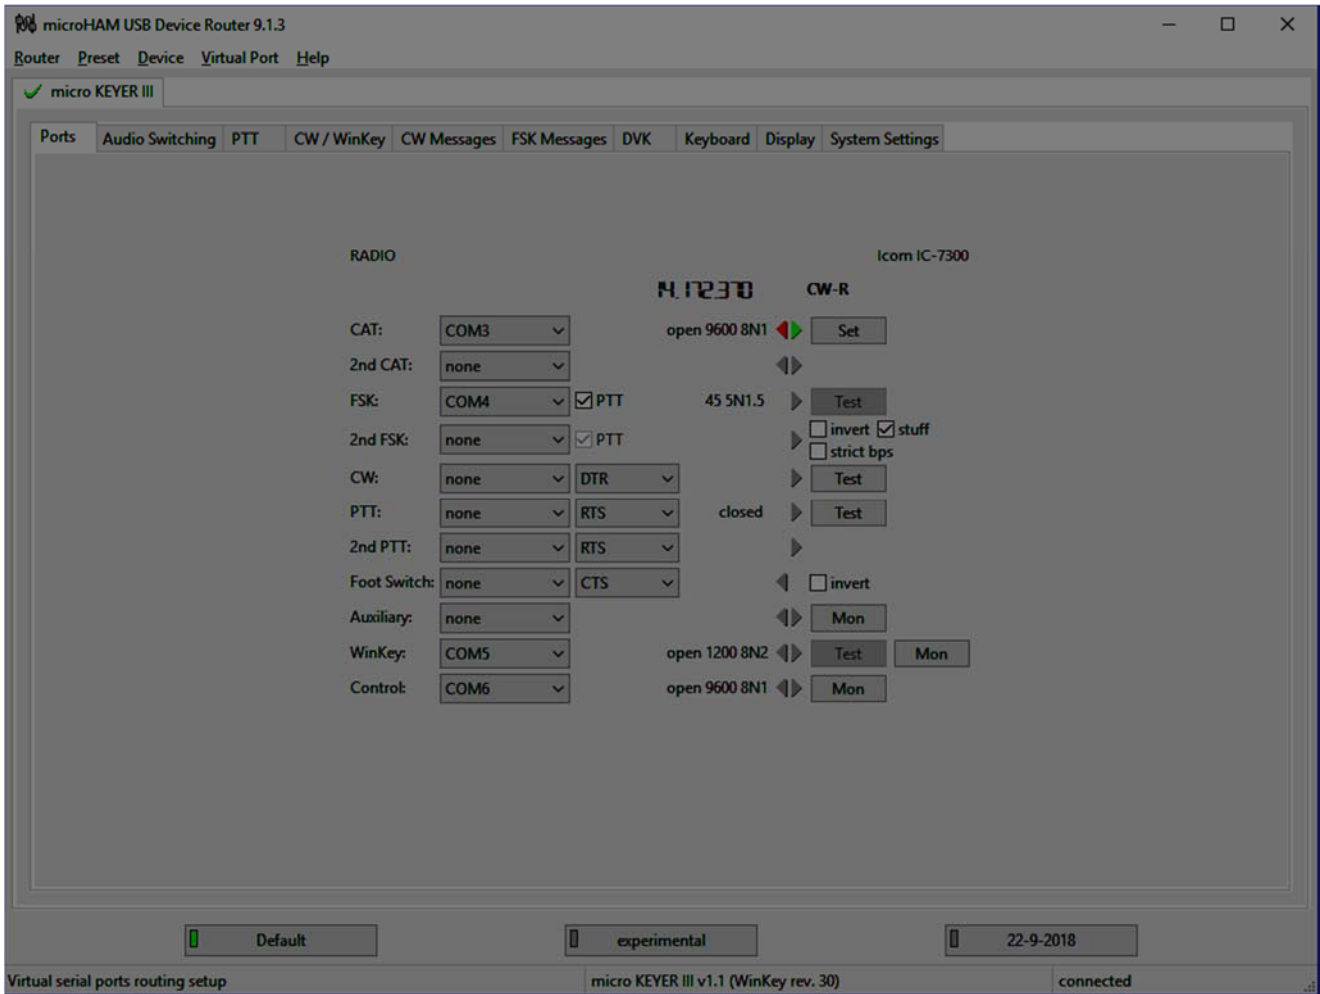 microHAM USB Device Router 9.1.3
Router Preset Device Virtual Port Help
micro KEYER III
Ports Audio Switching PTT CW / WinKey CW Messages FSK Messages DVK Keyboard Display System Settings
RADIO Icom IC-7300
14.172.370 CW-R
CAT: COM3 open 9600 8N1 Set
2nd CAT: none
FSK: COM4 PTT 45 5N1.5 Test
2nd FSK: none PTT invert stuff
strict bps
CW: none DTR Test
PTT: none RTS closed Test
2nd PTT: none RTS
Foot Switch: none CTS invert
Auxiliary: none Mon
WinKey: COM5 open 1200 8N2 Test Mon
Control: COM6 open 9600 8N1 Mon
Default experimental 22-9-2018
Virtual serial ports routing setup micro KEYER III v1.1 (WinKey rev. 30) connected